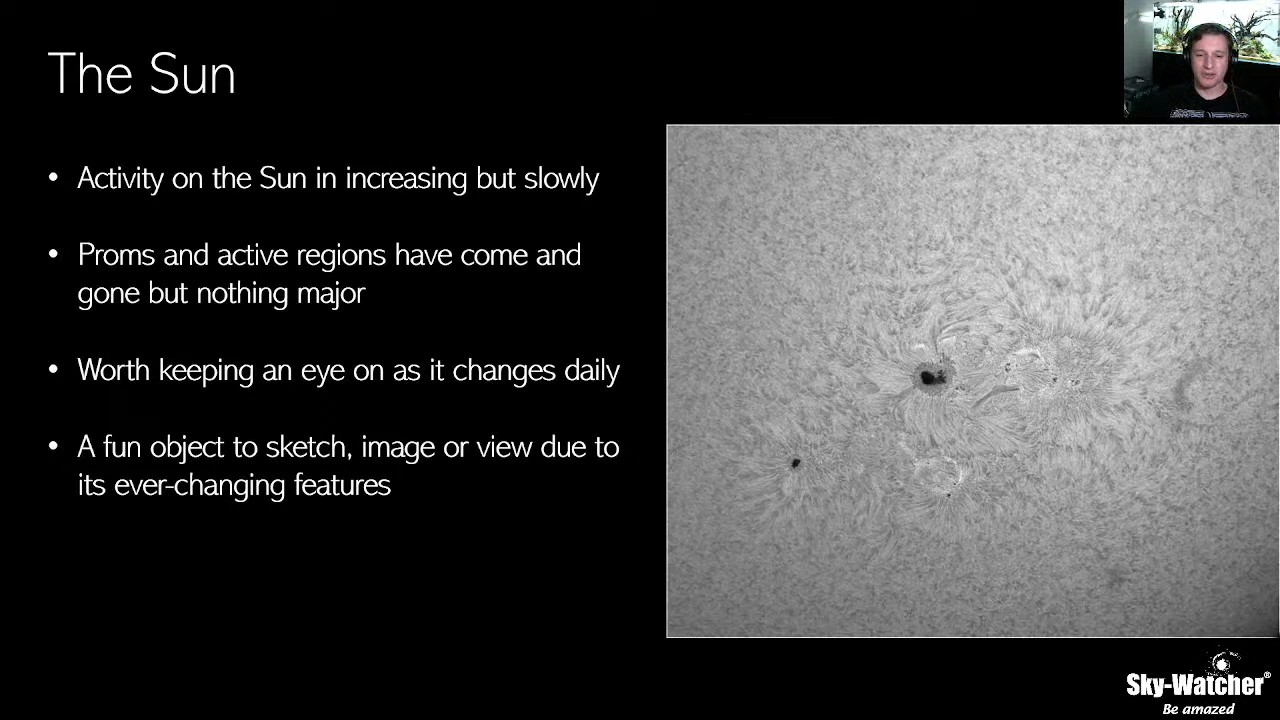 The Sun
• Activity on the Sun in increasing but slowly
• Proms and active regions have come and
gone but nothing major
• Worth keeping an eye on as it changes daily
• A fun object to sketch, image or view due to
its ever-changing features
Sky-Watcher®
Be amazed